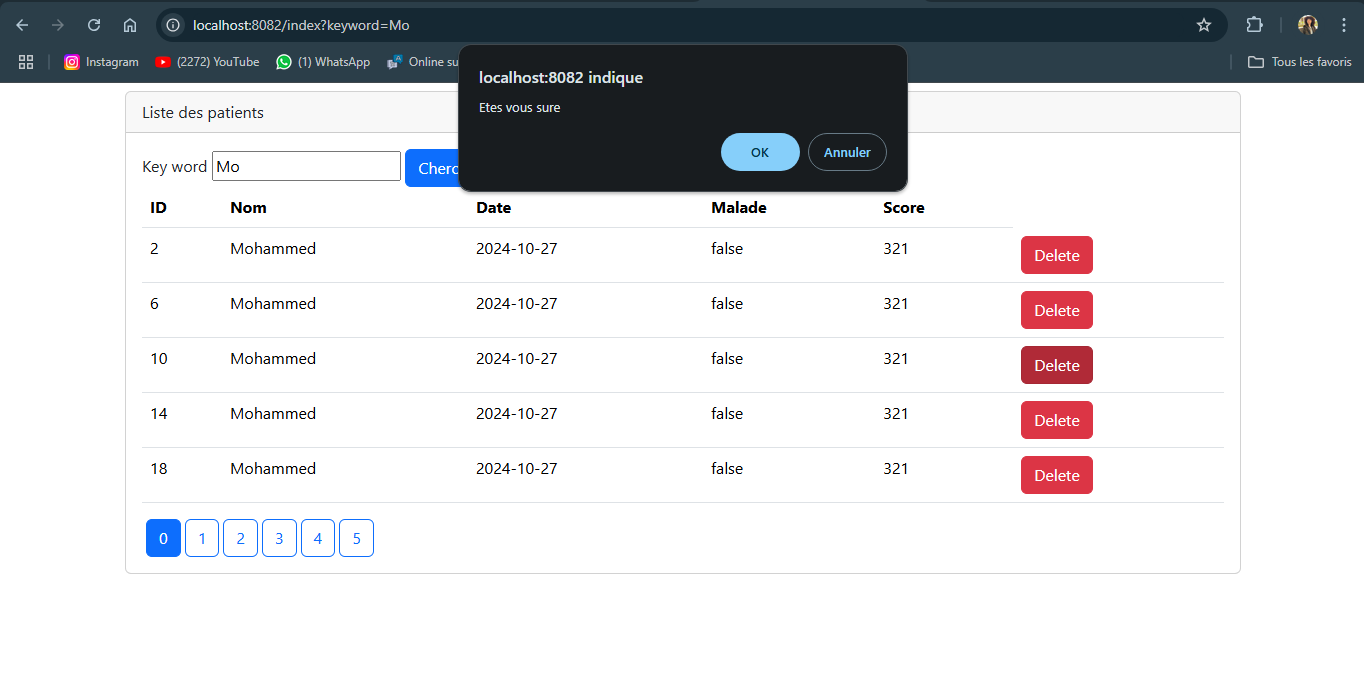 localhost:8082/index?keyword=Mo
Instagram (2272) YouTube (1) WhatsApp Online Tous les favoris
localhost:8082 indique
Etes vous sure
OK Annuler
Liste des patients
Key word Mo
ID Nom Date Malade Score
2 Mohammed 2024-10-27 false 321 Delete
6 Mohammed 2024-10-27 false 321 Delete
10 Mohammed 2024-10-27 false 321 Delete
14 Mohammed 2024-10-27 false 321 Delete
18 Mohammed 2024-10-27 false 321 Delete
0 1 2 3 4 5